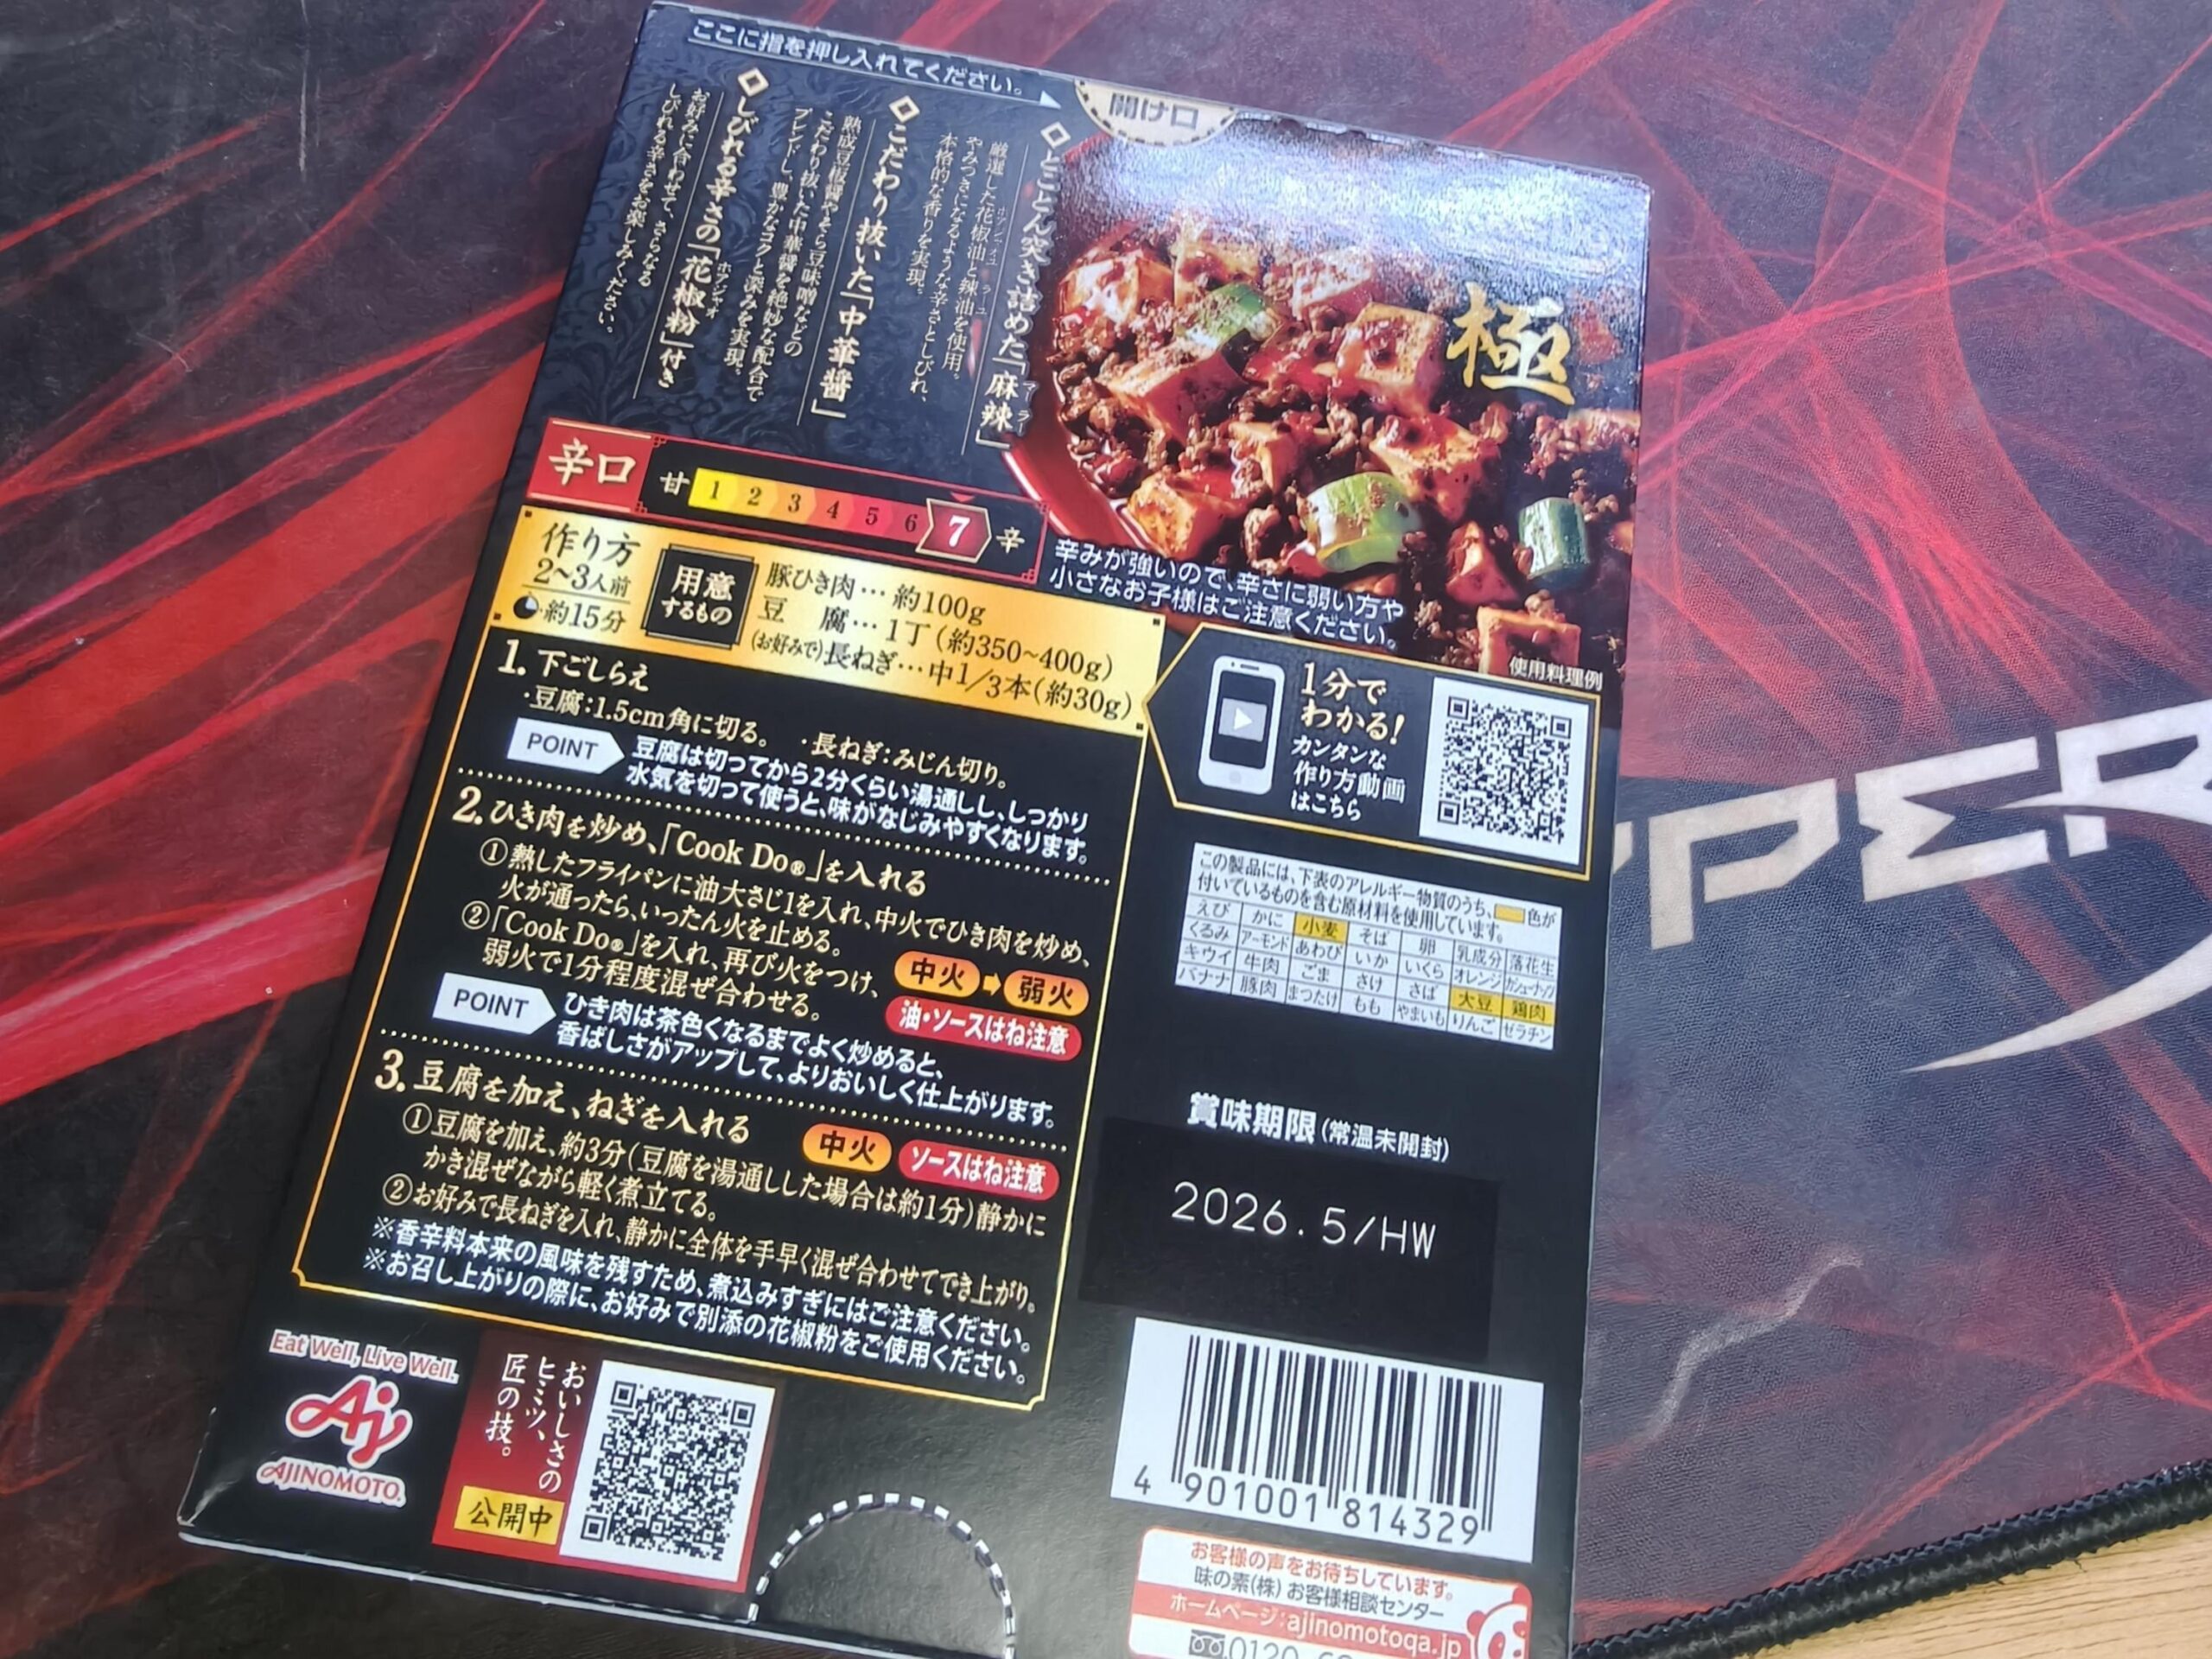 ここに指を押し入れてください。
開け口
とことん突き詰めた「麻辣」
マーラー
厳選した花椒油と辣油を使用。
やみつきになるような辛さとしびれ、
本格的な香りを実現。
こだわり抜いた「中華醤」
熟成豆板醤やそら豆味噌などの
こだわり抜いた中華醤を絶妙な配合で
ブレンドし、豊かなコクと深みを実現。
しびれる辛さの「花椒粉」付き
ホアジャオ
お好みに合わせて、さらなる
しびれる辛さをお楽しみください。
極
辛口
甘 1 2 3 4 5 6 7 辛
辛みが強いので、辛さに弱い方や
小さなお子様はご注意ください。
使用料理例
作り方
2~3人前
約15分
用意
するもの
豚ひき肉…約100g
豆 腐…1丁(約350~400g)
(お好みで)長ねぎ…中1/3本(約30g)
1. 下ごしらえ
・豆腐:1.5cm角に切る。 ・長ねぎ:みじん切り。
POINT
豆腐は切ってから2分くらい湯通しし、しっかり
水気を切って使うと、味がなじみやすくなります。
2. ひき肉を炒め、「Cook Do®」を入れる
①熱したフライパンに油大さじ1を入れ、中火でひき肉を炒め、
火が通ったら、いったん火を止める。
②「Cook Do®」を入れ、再び火をつけ、
弱火で1分程度混ぜ合わせる。
中火 弱火
油・ソースはね注意
POINT
ひき肉は茶色くなるまでよく炒めると、
香ばしさがアップして、よりおいしく仕上がります。
3. 豆腐を加え、ねぎを入れる
中火 ソースはね注意
①豆腐を加え、約3分(豆腐を湯通しした場合は約1分)静かに
かき混ぜながら軽く煮立てる。
②お好みで長ねぎを入れ、静かに全体を手早く混ぜ合わせてでき上がり。
※香辛料本来の風味を残すため、煮込みすぎにはご注意ください。
※お召し上がりの際に、お好みで別添の花椒粉をご使用ください。
1分で
わかる!
カンタンな
作り方動画
はこちら
この製品には、下表のアレルギー物質のうち、 色が
付いているものを含む原材料を使用しています。
えび かに 小麦 そば 卵 乳成分 落花生
くるみ アーモンド あわび いか いくら オレンジ カシューナッツ
キウイ 牛肉 ごま さけ さば 大豆 鶏肉
バナナ 豚肉 まつたけ もも やまいも りんご ゼラチン
賞味期限(常温未開封)
2026.5/HW
4 901001 814329
お客様の声をお待ちしています。
味の素(株) お客様相談センター
ホームページ:ajinomotoqa.jp
0120
Eat Well, Live Well.
Aj
AJINOMOTO
おいしさの
ヒミツ、
匠の技。
公開中
PER